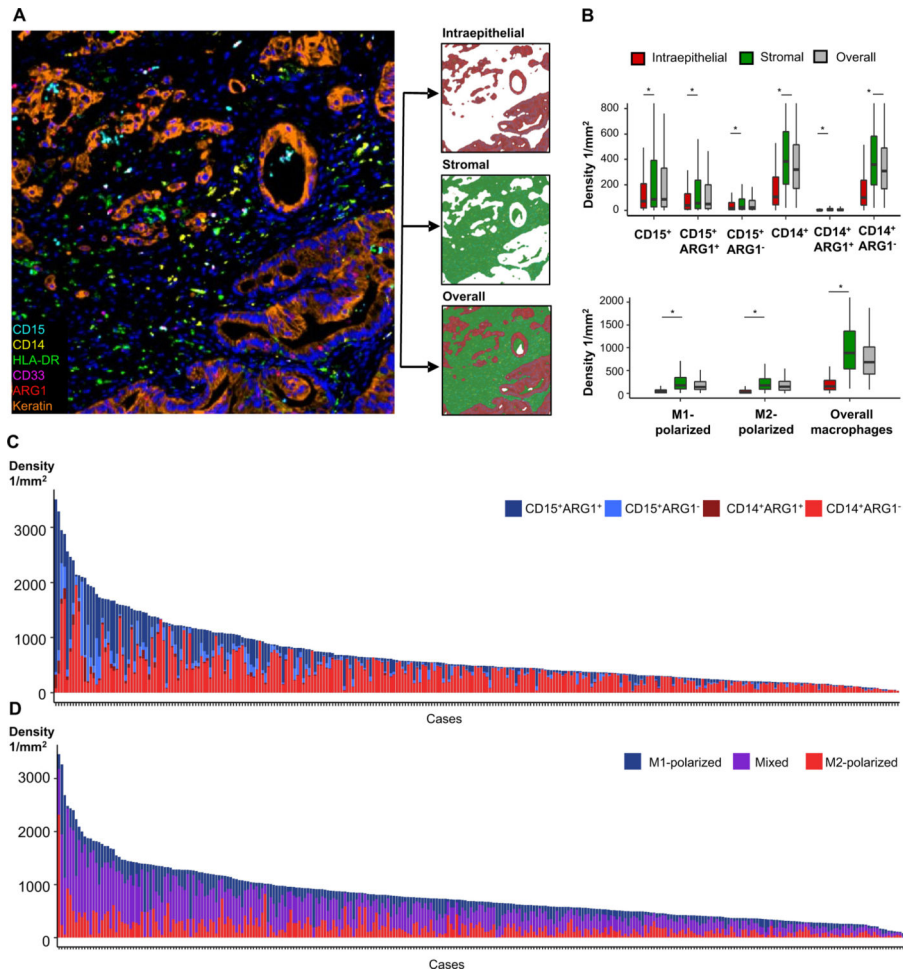 A
CD15
CD14
HLA-DR
CD33
ARG1
Keratin
Intraepithelial
Stromal
Overall
B
Intraepithelial Stromal Overall
Density 1/mm²
800
600
400
200
0
* * * * * *
CD15⁺ CD15⁺ARG1⁺ CD15⁺ARG1⁻ CD14⁺ CD14⁺ARG1⁺ CD14⁺ARG1⁻
Density 1/mm²
2000
1500
1000
500
0
* * *
M1-polarized M2-polarized Overall macrophages
C
Density
1/mm²
CD15⁺ARG1⁺ CD15⁺ARG1⁻ CD14⁺ARG1⁺ CD14⁺ARG1⁻
3000
2000
1000
0
Cases
D
Density
1/mm²
M1-polarized Mixed M2-polarized
3000
2000
1000
0
Cases